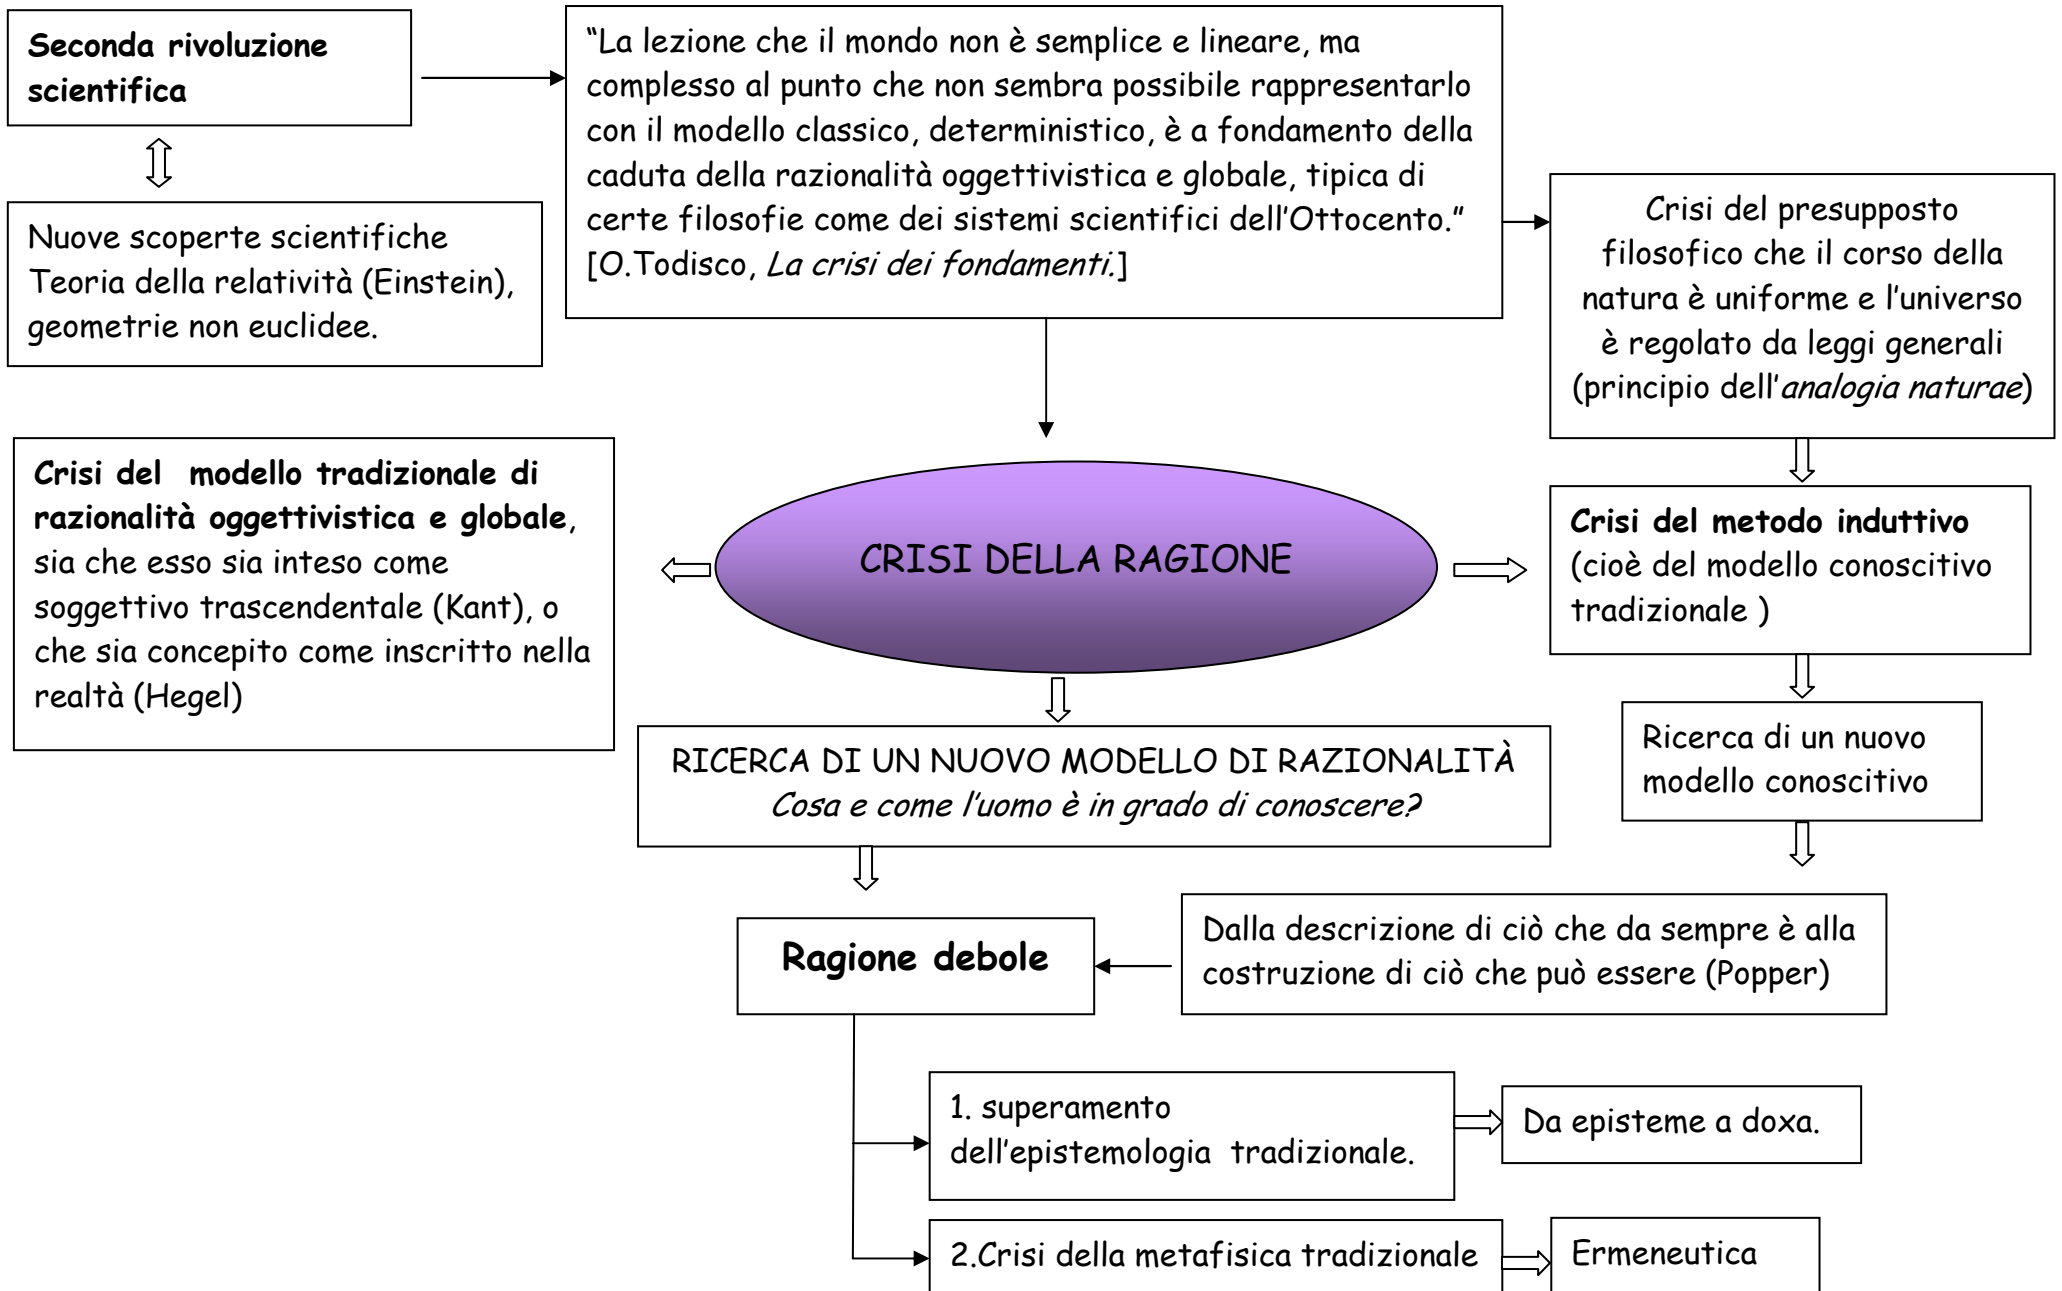 Seconda rivoluzione
scientifica
“La lezione che il mondo non è semplice e lineare, ma
complesso al punto che non sembra possibile rappresentarlo
con il modello classico, deterministico, è a fondamento della
caduta della razionalità oggettivistica e globale, tipica di
certe filosofie come dei sistemi scientifici dell’Ottocento.”
[O.Todisco, La crisi dei fondamenti.]
Nuove scoperte scientifiche
Teoria della relatività (Einstein),
geometrie non euclidee.
Crisi del presupposto
filosofico che il corso della
natura è uniforme e l’universo
è regolato da leggi generali
(principio dell’analogia naturae)
Crisi del modello tradizionale di
razionalità oggettivistica e globale,
sia che esso sia inteso come
soggettivo trascendentale (Kant), o
che sia concepito come inscritto nella
realtà (Hegel)
CRISI DELLA RAGIONE
Crisi del metodo induttivo
(cioè del modello conoscitivo
tradizionale )
RICERCA DI UN NUOVO MODELLO DI RAZIONALITÀ
Cosa e come l’uomo è in grado di conoscere?
Ricerca di un nuovo
modello conoscitivo
Ragione debole
Dalla descrizione di ciò che da sempre è alla
costruzione di ciò che può essere (Popper)
1. superamento
dell’epistemologia tradizionale.
Da episteme a doxa.
2.Crisi della metafisica tradizionale
Ermeneutica